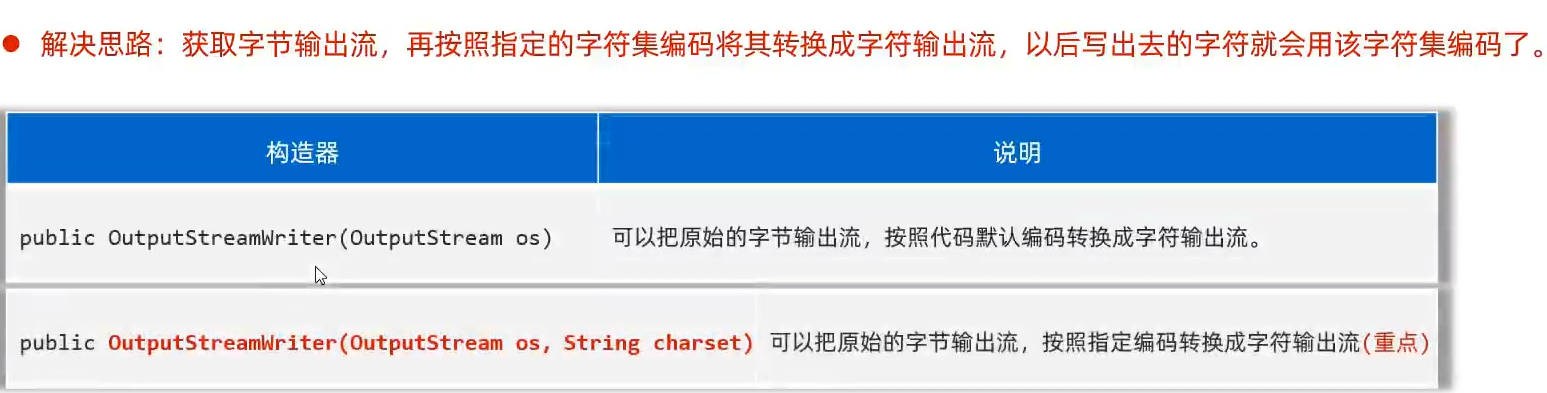 解决思路：获取字节输出流，再按照指定的字符集编码将其转换成字符输出流，以后写出去的字符就会用该字符集编码了。
构造器 说明
public OutputStreamWriter(OutputStream os) 可以把原始的字节输出流，按照代码默认编码转换成字符输出流。
public OutputStreamWriter(OutputStream os, String charset) 可以把原始的字节输出流，按照指定编码转换成字符输出流(重点)